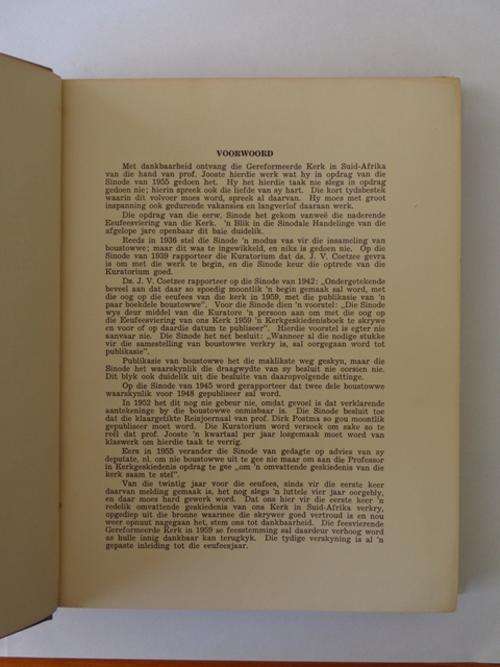 VOORWOORD
Met dankbaarheid ontvang die Gereformeerde Kerk in Suid-Afrika
van die hand van prof. Jooste hierdie werk wat hy in opdrag van die
Sinode van 1955 gedoen het. Hy het hierdie taak nie slegs in opdrag
gedoen nie; hierin spreek ook die liefde van sy hart. Die kort tydsbestek
waarin dit volvoer moes word, spreek al daarvan. Hy moes met groot
inspanning ook gedurende vakansies en langverlof daaraan werk.
Die opdrag van die eerw. Sinode het gekom vanweë die naderende
Eeufeesviering van die Kerk. 'n Blik in die Sinodale Handelinge van die
afgelope jare openbaar dit baie duidelik.
Reeds in 1936 stel die Sinode 'n modus vas vir die insameling van
boustowwe; maar dit was te ingewikkeld, en niks is gedoen nie. Op die
Sinode van 1939 rapporteer die Kuratorium dat ds. J. V. Coetzee gevra
is om met die werk te begin, en die Sinode keur die optrede van die
Kuratorium goed.
Ds. J. V. Coetzee rapporteer op die Sinode van 1942: „Ondergetekende
beveel aan dat daar so spoedig moontlik 'n begin gemaak sal word, met
die oog op die eeufees van die kerk in 1959, met die publikasie van 'n
paar boekdele boustowwe". Voor die Sinode dien 'n voorstel: „Die Sinode
wys deur middel van die Kuratore 'n persoon aan om met die oog op
die Eeufeesviering van ons Kerk 1959 'n Kerkgeskiedenisboek te skrywe
en voor of op daardie datum te publiseer". Hierdie voorstel is egter nie
aanvaar nie. Die Sinode het net besluit: „Wanneer al die nodige stukke
vir die samestelling van boustowwe verkry is, sal oorgegaan word tot
publikasie".
Publikasie van boustowwe het die maklikste weg geskyn, maar die
Sinode het waarskynlik die draagwydte van sy besluit nie oorsien nie.
Dit blyk ook duidelik uit die besluite van daaropvolgende sittinge.
Op die Sinode van 1945 word gerapporteer dat twee dele boustowwe
waarskynlik voor 1948 gepubliseer sal word.
In 1952 het dit nog nie gebeur nie, omdat gevoel is dat verklarende
aantekeninge by die boustowwe onmisbaar is. Die Sinode besluit toe
dat die klaargetikte Reisjoernaal van prof. Dirk Postma so gou moontlik
gepubliseer moet word. Die Kuratorium word versoek om sake so te
reël dat prof. Jooste 'n kwartaal per jaar losgemaak moet word van
klaswerk om hierdie taak te verrig.
Eers in 1955 verander die Sinode van gedagte op advies van sy
deputate, nl. om nie boustowwe uit te gee nie maar om aan die Professor
in Kerkgeskiedenis opdrag te gee „om 'n omvattende geskiedenis van die
kerk saam te stel".
Van die twintig jaar voor die eeufees, sinds vir die eerste keer
daarvan melding gemaak is, het nog slegs 'n luttele vier jaar oorgebly,
en daar moes hard gewerk word. Dat ons hier vir die eerste keer 'n
redelik omvattende geskiedenis van ons Kerk in Suid-Afrika verkry,
opgediep uit die bronne waarmee die skrywer goed vertroud is en nou
weer opnuut nagegaan het, stem ons tot dankbaarheid. Die feesvierende
Gereformeerde Kerk in 1959 se feesstemming sal daardeur verhoog word
as hulle innig dankbaar kan terugkyk. Die tydige verskyning is al 'n
gepaste inleiding tot die eeufeesjaar.